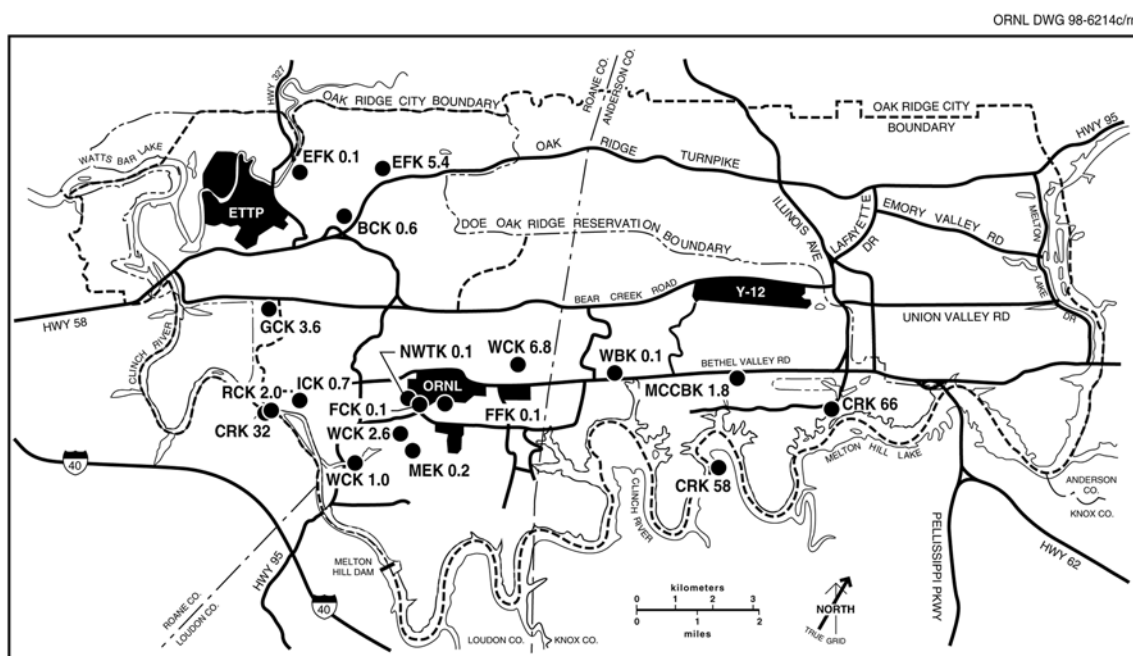 ORNL DWG 98-6214c/rr
HWY 327
ROANE CO.
ANDERSON CO.
OAK RIDGE CITY BOUNDARY
OAK RIDGE CITY
BOUNDARY
HWY 95
WATTS BAR LAKE
EFK 0.1
EFK 5.4
OAK RIDGE TURNPIKE
ETTP
BCK 0.6
DOE OAK RIDGE RESERVATION BOUNDARY
ILLINOIS AVE
LAFAYETTE
DR
EMORY VALLEY RD
MELTON
LAKE
DR
Y-12
BEAR CREEK ROAD
HWY 58
GCK 3.6
UNION VALLEY RD
CLINCH RIVER
NWTK 0.1
WCK 6.8
WBK 0.1
BETHEL VALLEY RD
ICK 0.7
ORNL
RCK 2.0
MCCBK 1.8
FCK 0.1
FFK 0.1
CRK 66
CRK 32
WCK 2.6
MELTON HILL LAKE
MEK 0.2
WCK 1.0
CRK 58
40
CLINCH
RIVER
ANDERSON
CO.
KNOX CO.
PELLISSIPPI PKWY
HWY 62
MELTON
HILL DAM
HWY 95
kilometers
0 1 2 3
0 1 2
miles
NORTH
TRUE GRID
40
ROANE CO.
LOUDON CO.
LOUDON CO.
KNOX CO.